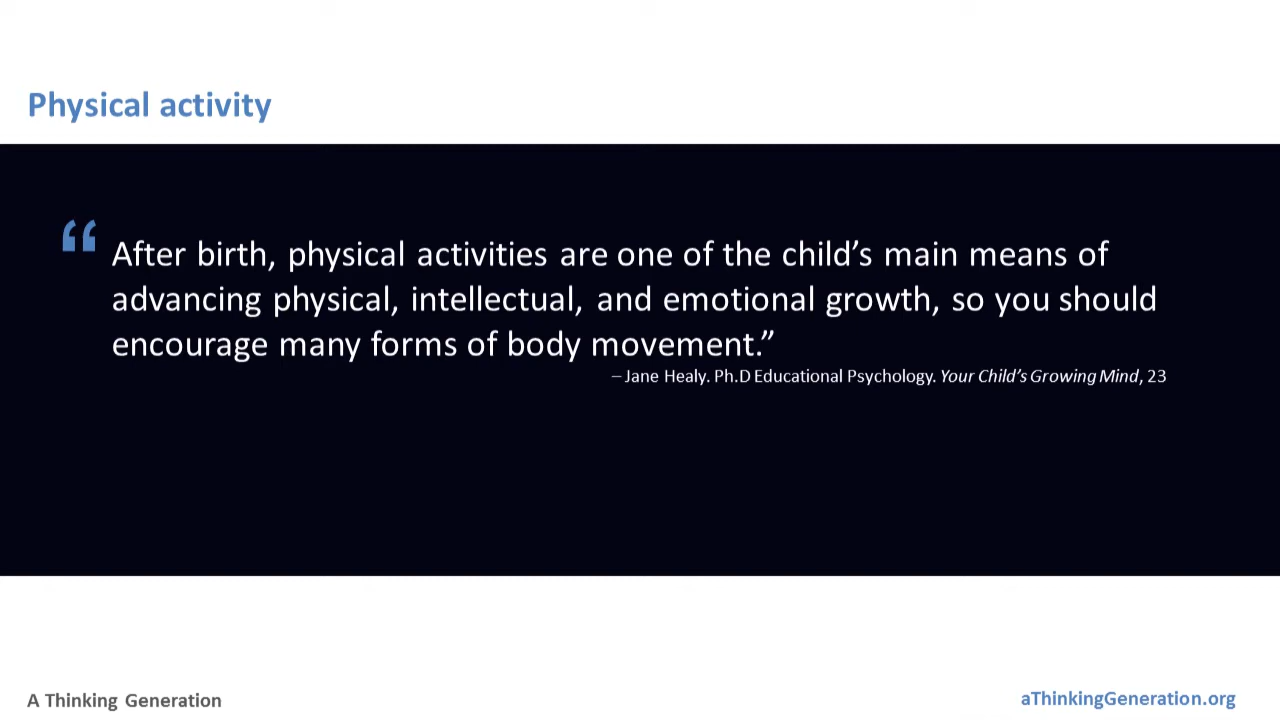 Physical activity
“ After birth, physical activities are one of the child’s main means of
advancing physical, intellectual, and emotional growth, so you should
encourage many forms of body movement.”
– Jane Healy. Ph.D Educational Psychology. Your Child’s Growing Mind, 23
A Thinking Generation
aThinkingGeneration.org